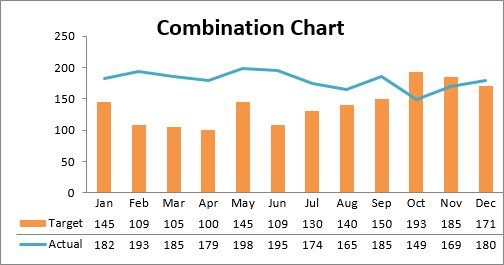 Combination Chart
250
200
150
100
50
0
Jan Feb Mar Apr May Jun Jul Aug Sep Oct Nov Dec
Target 145 109 105 100 145 109 130 140 150 193 185 171
Actual 182 193 185 179 198 195 174 165 185 149 169 180